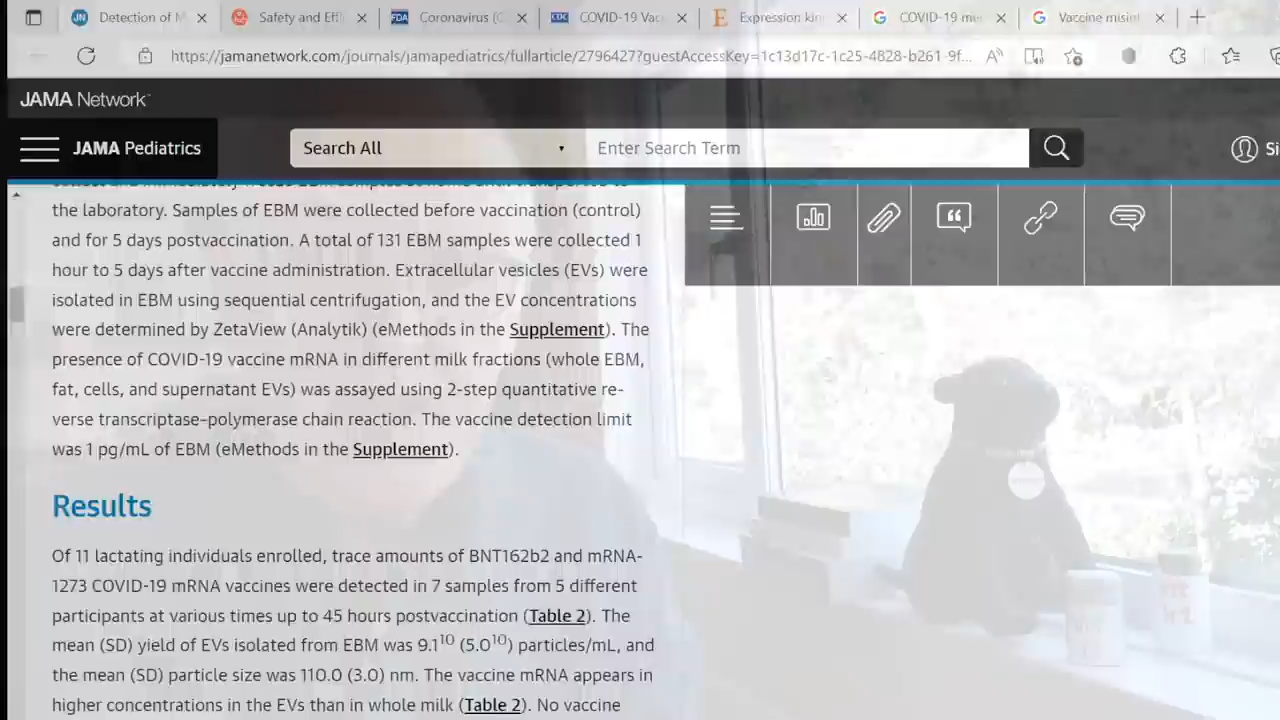 Detection of M
Safety and Effi
Coronavirus (C
COVID-19 Vacc
Expression kin
COVID-19 me
Vaccine misin
https://jamanetwork.com/journals/jamapediatrics/fullarticle/2796427?guestAccessKey=1c13d17c-1c25-4828-b261-9f...
JAMA Network
JAMA Pediatrics
Search All
Enter Search Term
Si
the laboratory. Samples of EBM were collected before vaccination (control)
and for 5 days postvaccination. A total of 131 EBM samples were collected 1
hour to 5 days after vaccine administration. Extracellular vesicles (EVs) were
isolated in EBM using sequential centrifugation, and the EV concentrations
were determined by ZetaView (Analytik) (eMethods in the Supplement). The
presence of COVID-19 vaccine mRNA in different milk fractions (whole EBM,
fat, cells, and supernatant EVs) was assayed using 2-step quantitative re-
verse transcriptase–polymerase chain reaction. The vaccine detection limit
was 1 pg/mL of EBM (eMethods in the Supplement).
Results
Of 11 lactating individuals enrolled, trace amounts of BNT162b2 and mRNA-
1273 COVID-19 mRNA vaccines were detected in 7 samples from 5 different
participants at various times up to 45 hours postvaccination (Table 2). The
mean (SD) yield of EVs isolated from EBM was 9.1¹⁰ (5.0¹⁰) particles/mL, and
the mean (SD) particle size was 110.0 (3.0) nm. The vaccine mRNA appears in
higher concentrations in the EVs than in whole milk (Table 2). No vaccine